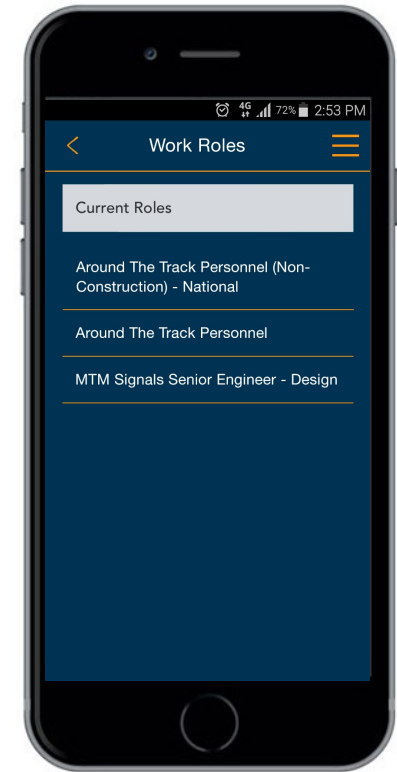 4G 72% 2:53 PM
Work Roles
Current Roles
Around The Track Personnel (Non-
Construction) - National
Around The Track Personnel
MTM Signals Senior Engineer - Design